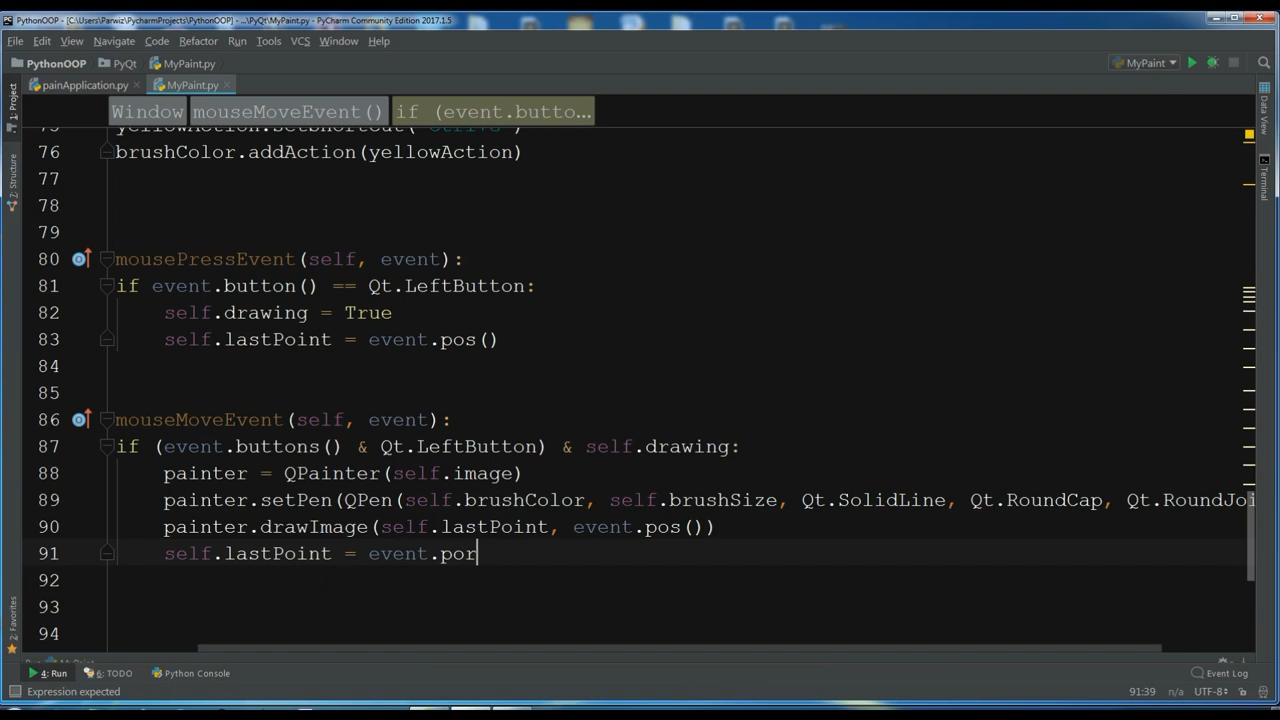 PythonOOP - [C:\Users\Parwiz\PycharmProjects\PythonOOP] - ...\PyQt\MyPaint.py - PyCharm Community Edition 2017.1.5
File Edit View Navigate Code Refactor Run Tools VCS Window Help
PythonOOP PyQt MyPaint.py MyPaint
painApplication.py MyPaint.py
Window mouseMoveEvent() if (event.butto...
76 brushColor.addAction(yellowAction)
77
78
79
80 mousePressEvent(self, event):
81 if event.button() == Qt.LeftButton:
82 self.drawing = True
83 self.lastPoint = event.pos()
84
85
86 mouseMoveEvent(self, event):
87 if (event.buttons() & Qt.LeftButton) & self.drawing:
88 painter = QPainter(self.image)
89 painter.setPen(QPen(self.brushColor, self.brushSize, Qt.SolidLine, Qt.RoundCap, Qt.RoundJoi
90 painter.drawImage(self.lastPoint, event.pos())
91 self.lastPoint = event.por
92
93
94
1: Project
7: Structure
2: Favorites
Data View
Terminal
4: Run 6: TODO Python Console Event Log
Expression expected 91:39 n/a UTF-8